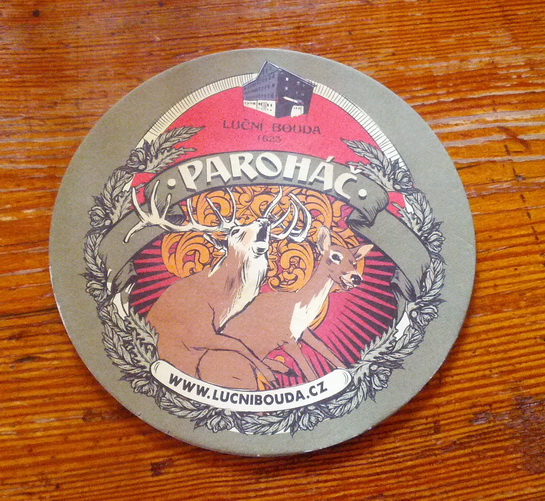 LUČNÍ BOUDA
1623
·PAROHÁČ·
WWW.LUCNIBOUDA.CZ